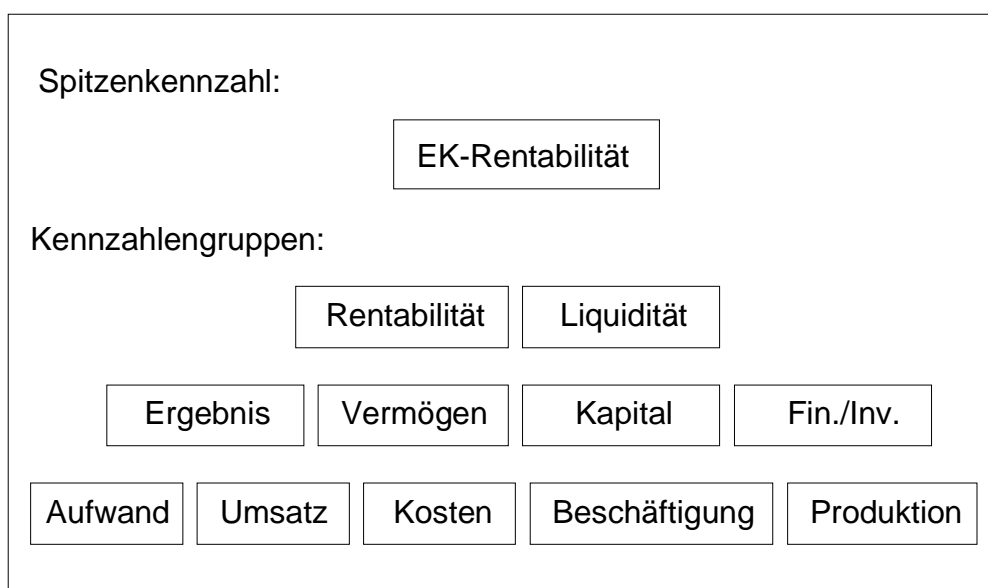 Spitzenkennzahl:
EK-Rentabilität
Kennzahlengruppen:
Rentabilität Liquidität
Ergebnis Vermögen Kapital Fin./Inv.
Aufwand Umsatz Kosten Beschäftigung Produktion